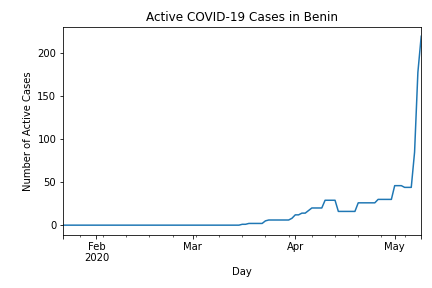 Active COVID-19 Cases in Benin
Number of Active Cases
200
150
100
50
0
Feb
2020
Mar
Apr
May
Day